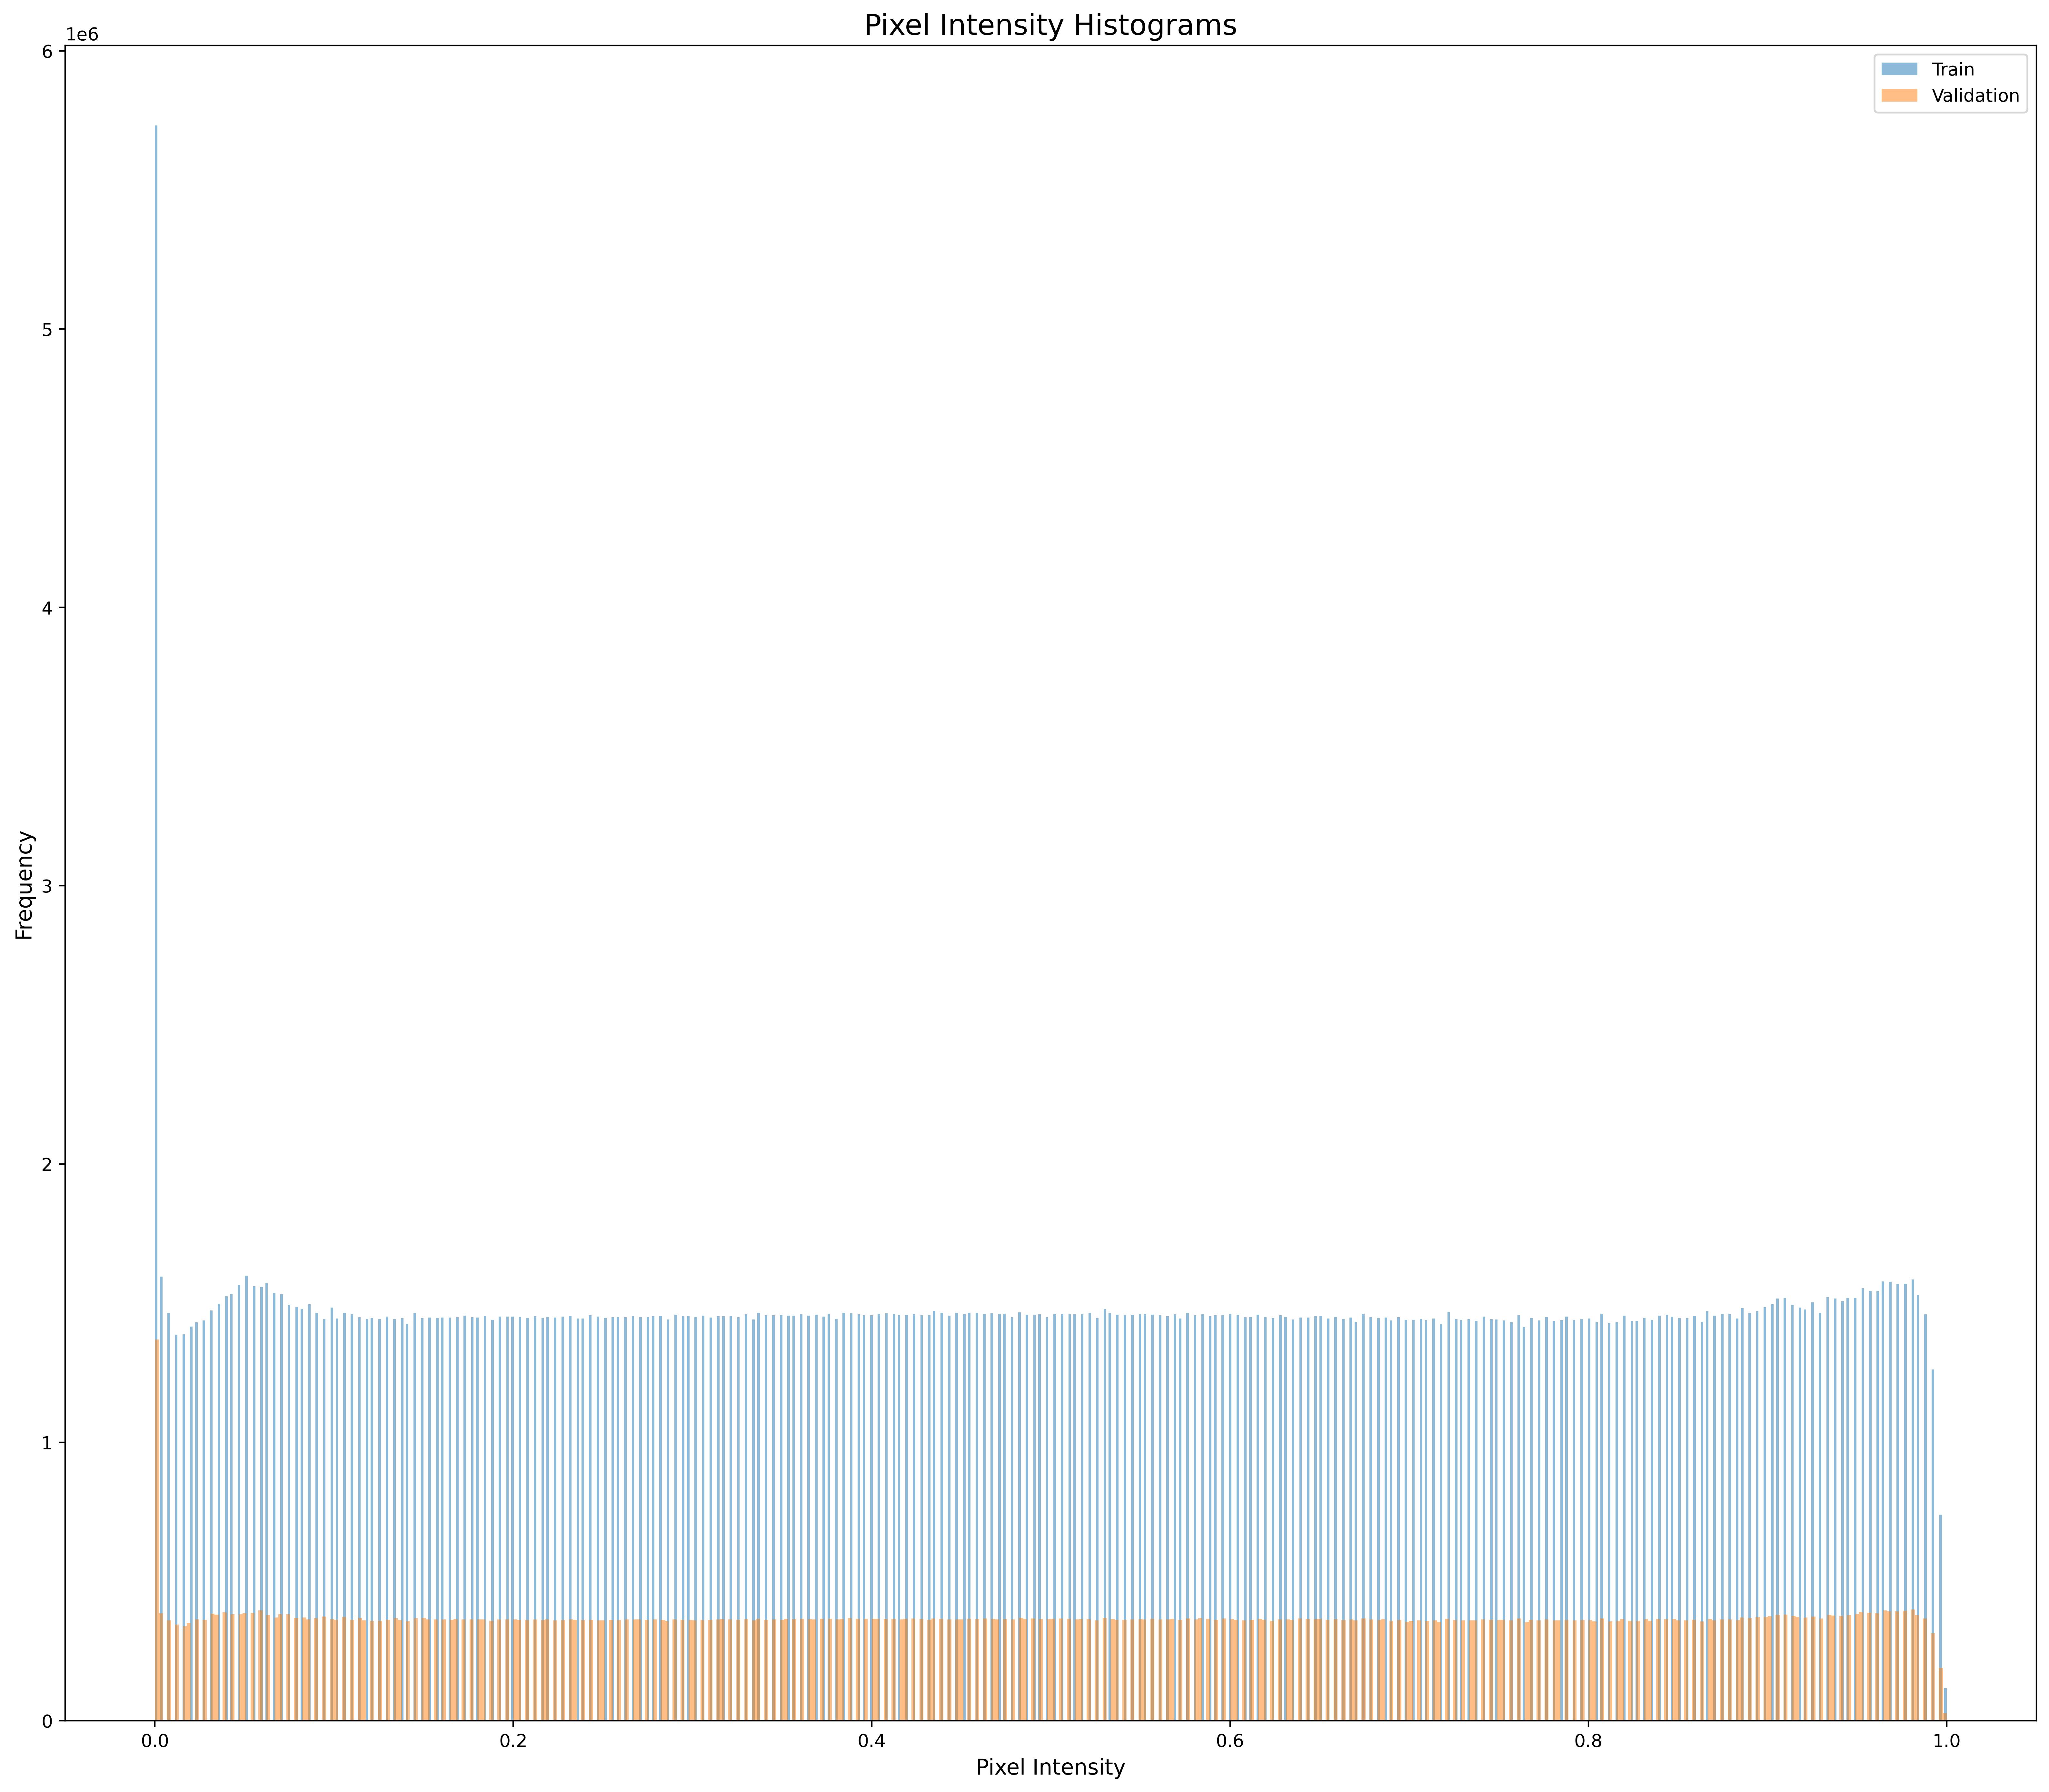 Pixel Intensity Histograms
1e6
Train
Validation
6
5
4
3
2
1
0
Frequency
0.0 0.2 0.4 0.6 0.8 1.0
Pixel Intensity